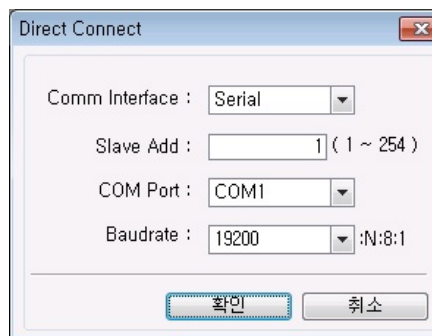 Direct Connect
Comm Interface : Serial
Slave Add : 1 ( 1 ~ 254 )
COM Port : COM1
Baudrate : 19200 :N:8:1
확인 취소